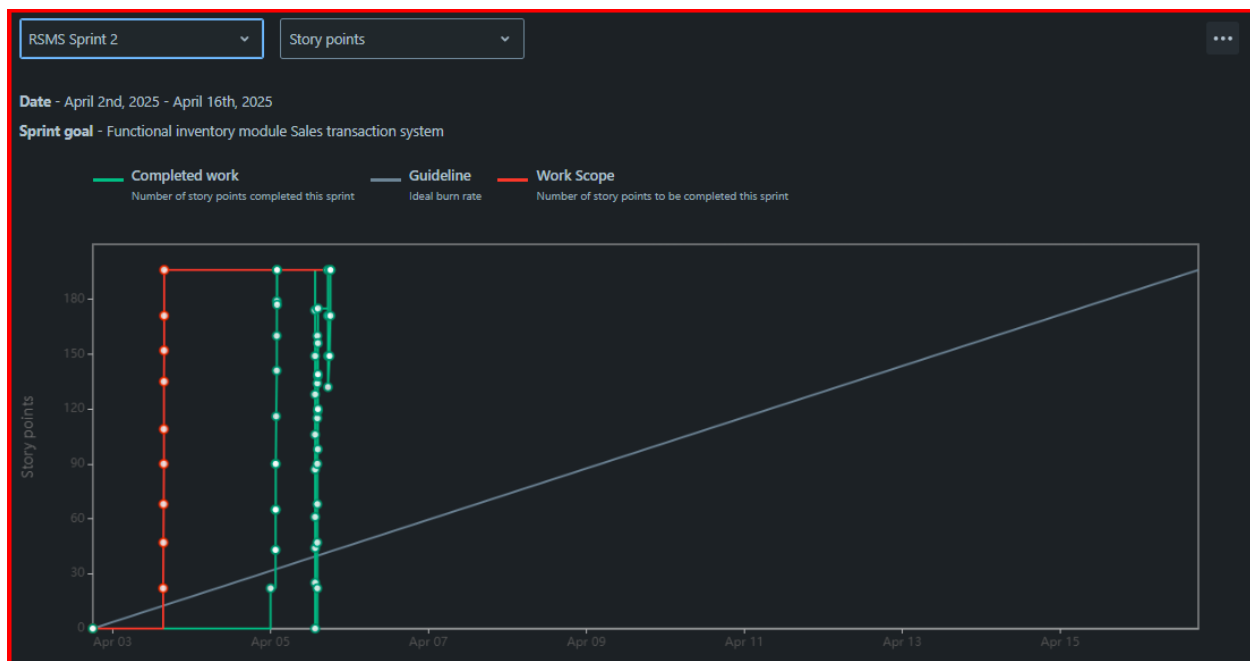 RSMS Sprint 2
Story points
Date - April 2nd, 2025 - April 16th, 2025
Sprint goal - Functional inventory module Sales transaction system
Completed work
Number of story points completed this sprint
Guideline
Ideal burn rate
Work Scope
Number of story points to be completed this sprint
Story points
180
150
120
90
60
30
0
Apr 03
Apr 05
Apr 07
Apr 09
Apr 11
Apr 13
Apr 15